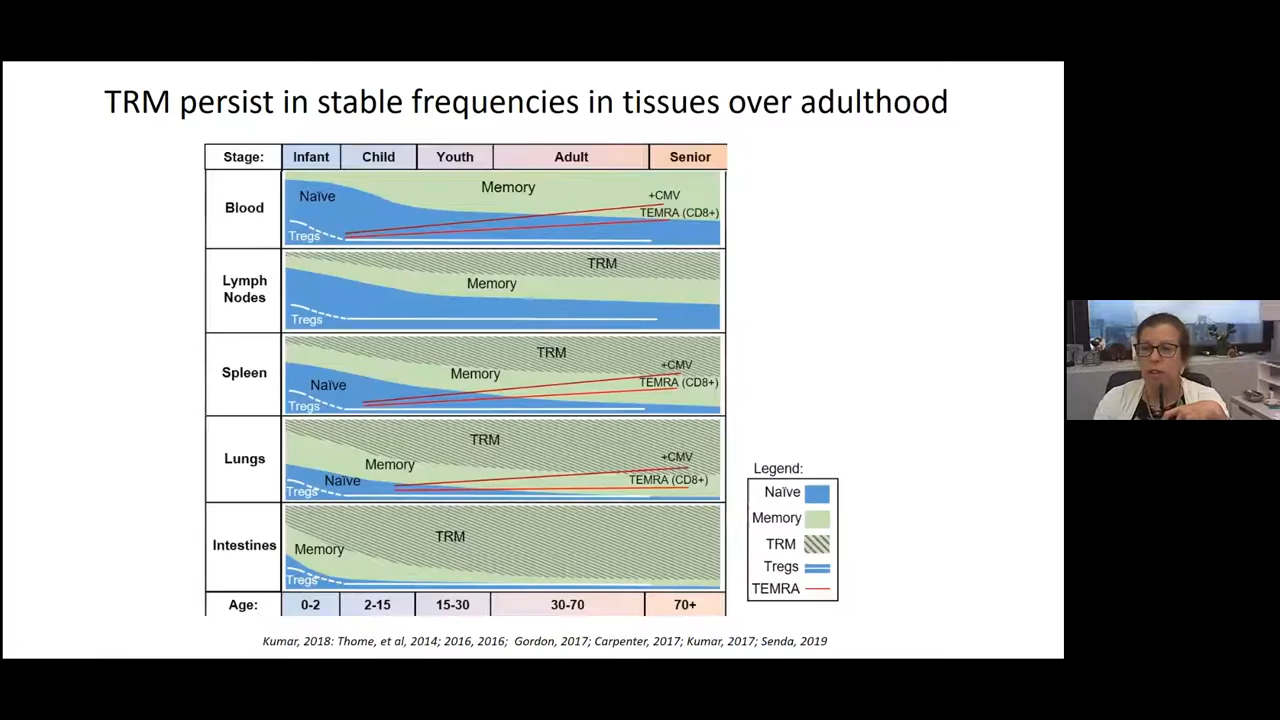 TRM persist in stable frequencies in tissues over adulthood
Stage: Infant Child Youth Adult Senior
Blood
Naïve
Memory
+CMV
TEMRA (CD8+)
Tregs
Lymph
Nodes
TRM
Memory
Tregs
Spleen
TRM
Memory
Naïve
+CMV
TEMRA (CD8+)
Tregs
Lungs
TRM
Memory
Naïve
+CMV
TEMRA (CD8+)
Tregs
Intestines
TRM
Memory
Tregs
Age: 0-2 2-15 15-30 30-70 70+
Legend:
Naïve
Memory
TRM
Tregs
TEMRA
Kumar, 2018: Thome, et al, 2014; 2016, 2016; Gordon, 2017; Carpenter, 2017; Kumar, 2017; Senda, 2019